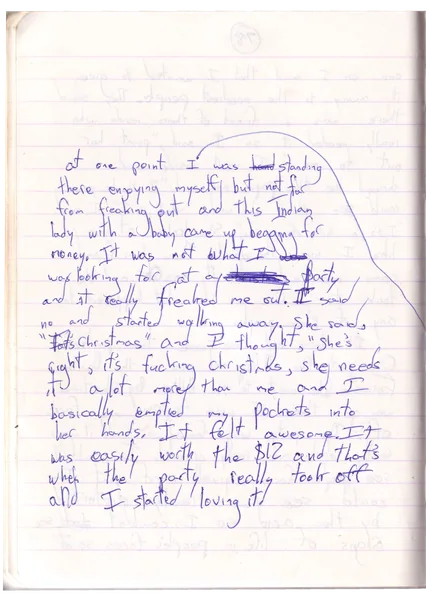 at one point I was standing
there enjoying myself but not far
from freaking out and this Indian
lady with a baby came up begging for
money. It was not what I
was looking for at a party
and it really freaked me out. I said
no and started walking away. She said,
"It's Christmas" and I thought, "She's
right, it's fucking christmas, she needs
it a lot more than me and I
basically emptied my pockets into
her hands. It felt awesome. It
was easily worth the $12 and that's
when the party really took off
and I started loving it!